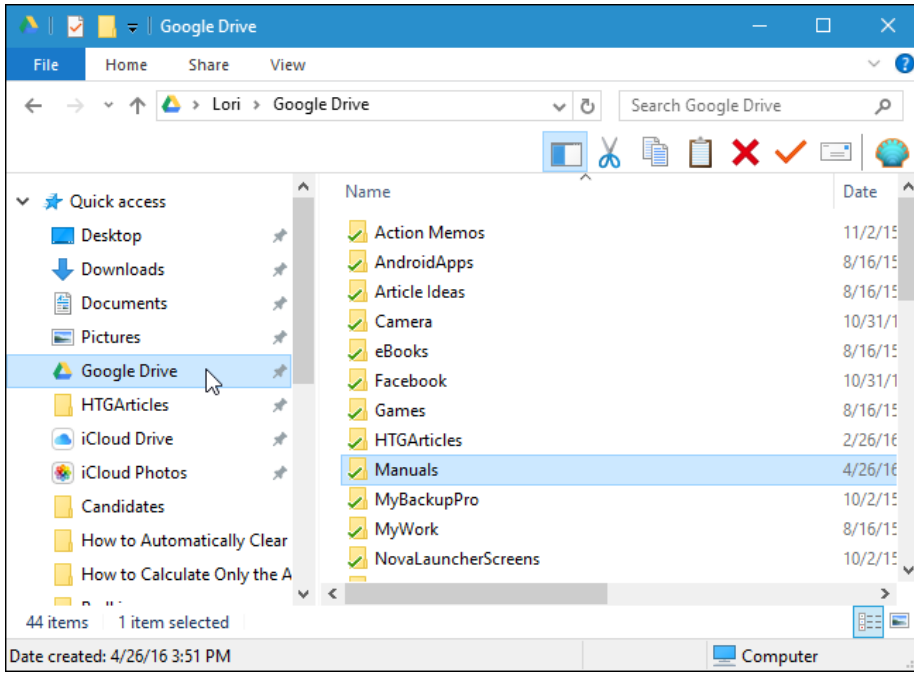 Google Drive
File Home Share View
Lori Google Drive
Search Google Drive
Quick access
Desktop
Downloads
Documents
Pictures
Google Drive
HTGArticles
iCloud Drive
iCloud Photos
Candidates
How to Automatically Clear
How to Calculate Only the A
Name Date
Action Memos 11/2/15
AndroidApps 8/16/15
Article Ideas 8/16/15
Camera 10/31/1
eBooks 8/16/15
Facebook 10/31/1
Games 8/16/15
HTGArticles 2/26/16
Manuals 4/26/16
MyBackupPro 10/2/15
MyWork 8/16/15
NovaLauncherScreens 10/2/15
44 items 1 item selected
Date created: 4/26/16 3:51 PM
Computer